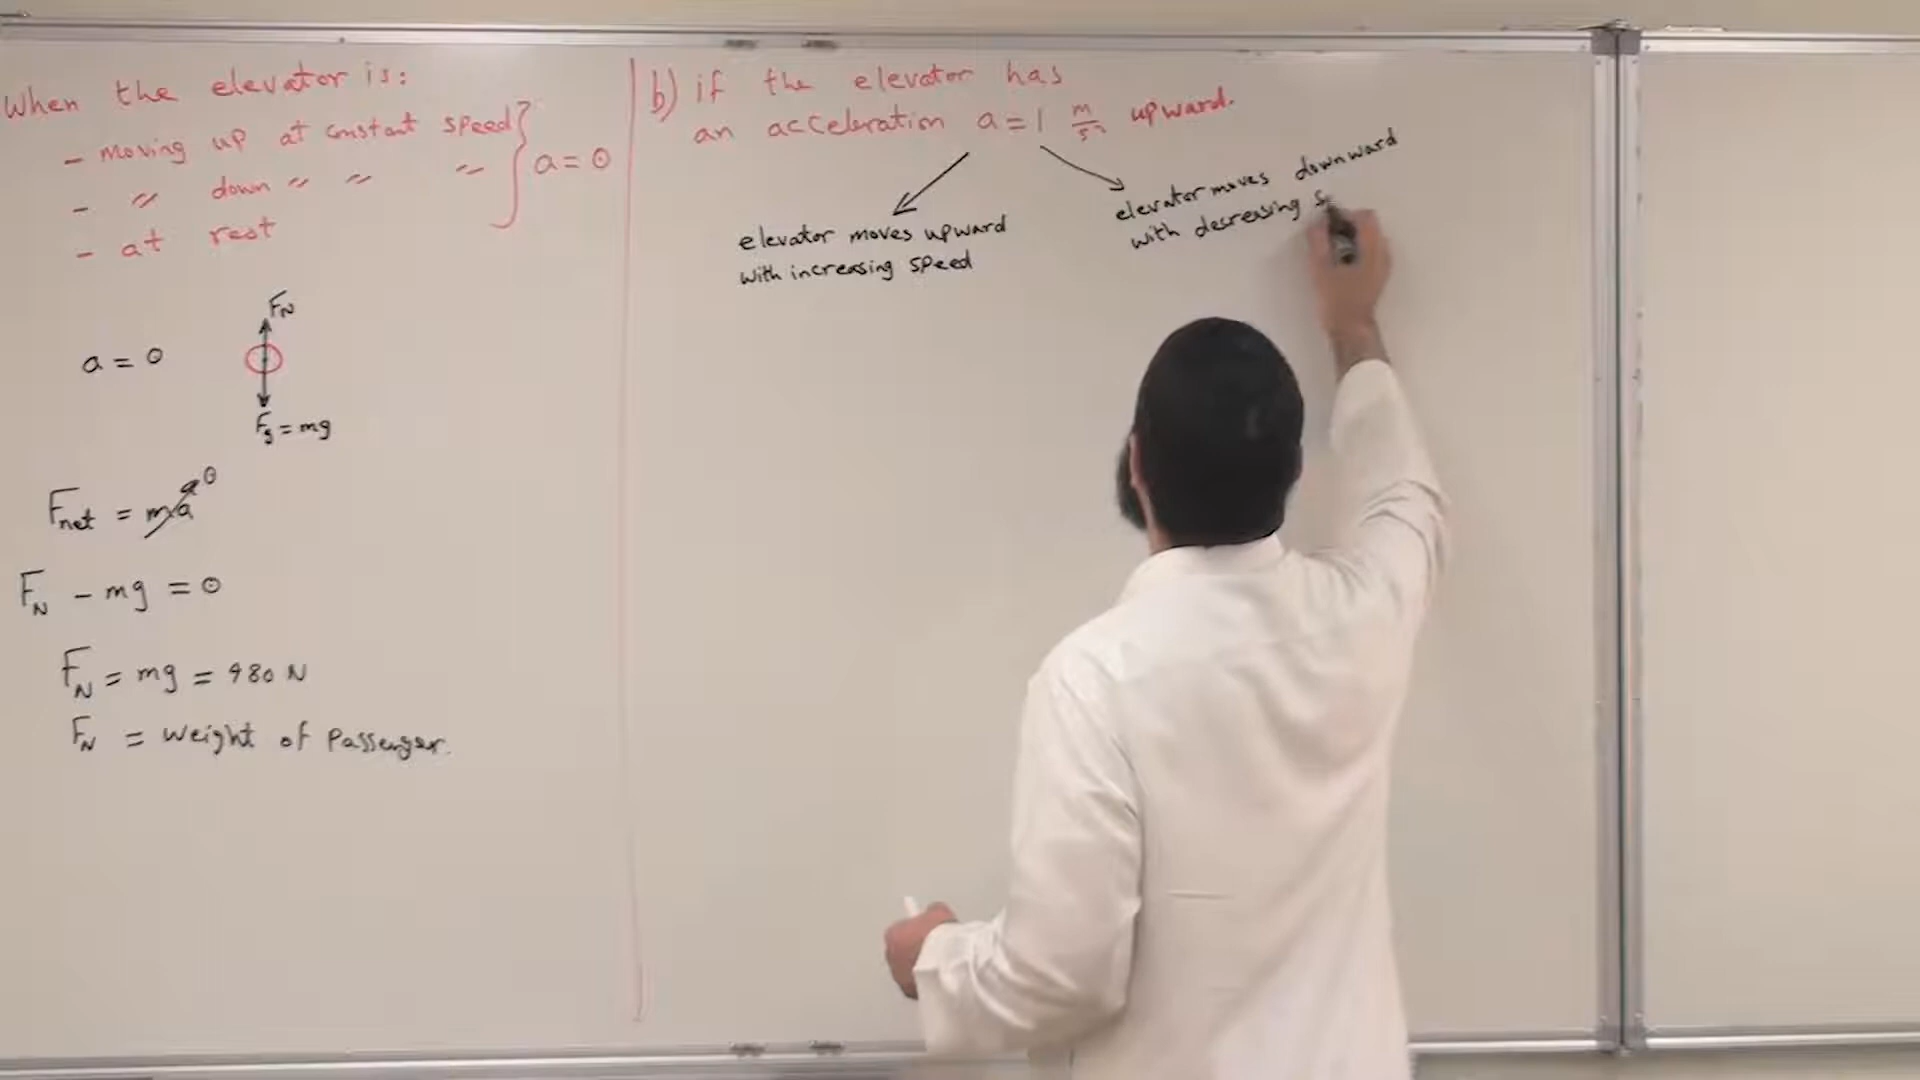 When the elevator is:
- moving up at constant speed
- " down " " "
- at rest
a = 0
a = 0
FN
Fg = mg
Fnet = ma 0
FN - mg = 0
FN = mg = 980 N
FN = weight of Passenger.
b) if the elevator has
an acceleration a = 1 m/s² upward.
elevator moves upward
with increasing speed
elevator moves downward
with decreasing